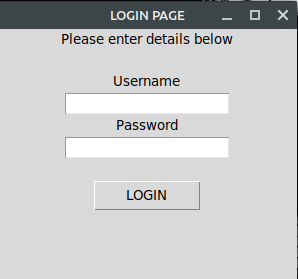 LOGIN PAGE
Please enter details below
Username
Password
LOGIN